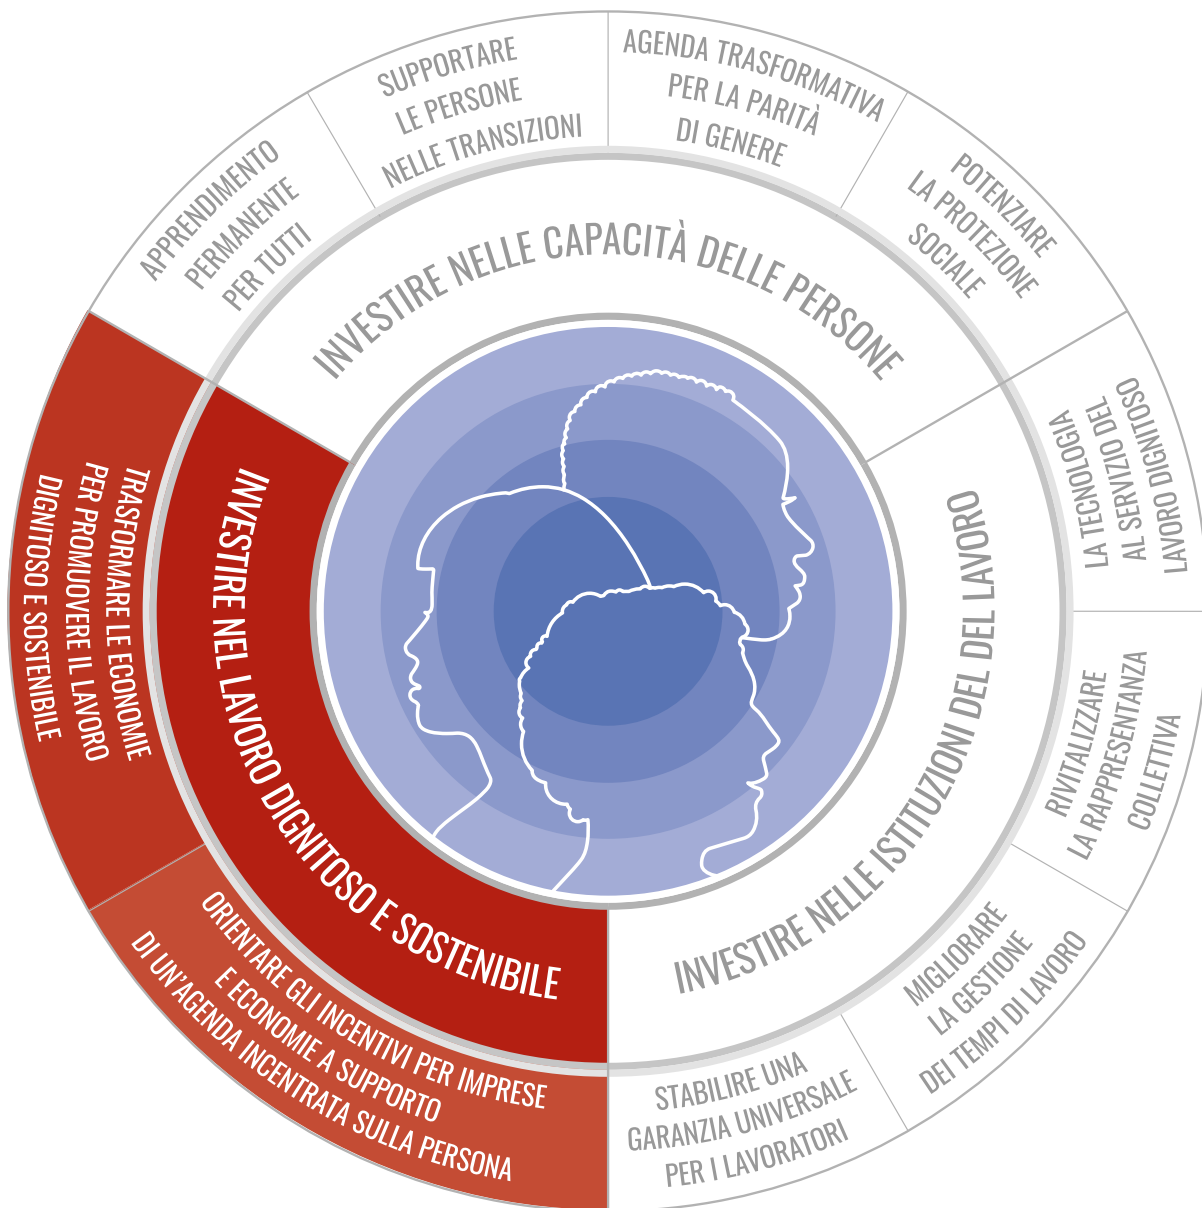 SUPPORTARE
LE PERSONE
NELLE TRANSIZIONI
AGENDA TRASFORMATIVA
PER LA PARITÀ
DI GENERE
APPRENDIMENTO
PERMANENTE
PER TUTTI
POTENZIARE
LA PROTEZIONE
SOCIALE
INVESTIRE NELLE CAPACITÀ DELLE PERSONE
LA TECNOLOGIA
AL SERVIZIO DEL
LAVORO DIGNITOSO
RIVITALIZZARE
LA RAPPRESENTANZA
COLLETTIVA
MIGLIORARE
LA GESTIONE
DEI TEMPI DI LAVORO
STABILIRE UNA
GARANZIA UNIVERSALE
PER I LAVORATORI
INVESTIRE NELLE ISTITUZIONI DEL DEL LAVORO
TRASFORMARE LE ECONOMIE
PER PROMUOVERE IL LAVORO
DIGNITOSO E SOSTENIBILE
INVESTIRE NEL LAVORO DIGNITOSO E SOSTENIBILE
ORIENTARE GLI INCENTIVI PER IMPRESE
E ECONOMIE A SUPPORTO
DI UN'AGENDA INCENTRATA SULLA PERSONA